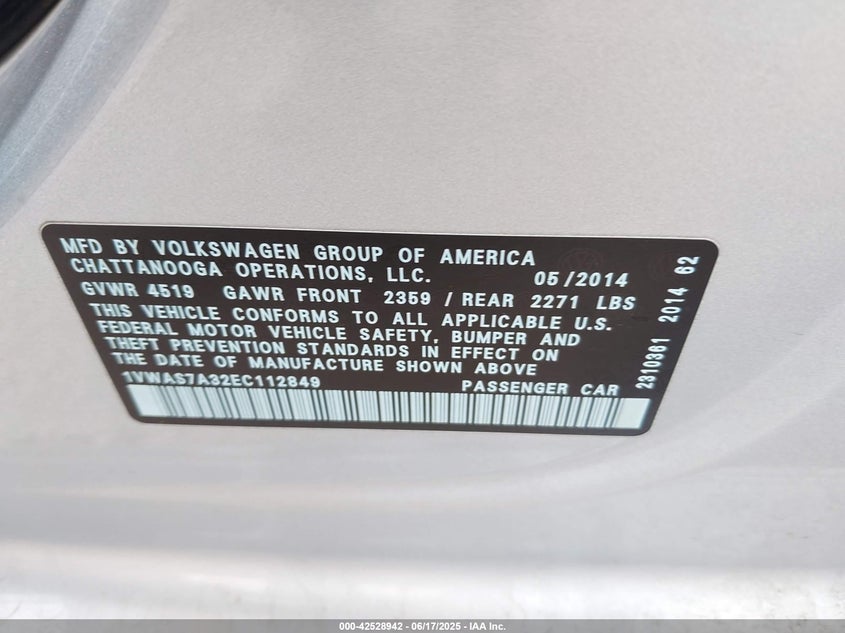 MFD BY VOLKSWAGEN GROUP OF AMERICA
CHATTANOOGA OPERATIONS, LLC. 05/2014
GVWR 4519 GAWR FRONT 2359 / REAR 2271 LBS
THIS VEHICLE CONFORMS TO ALL APPLICABLE U.S.
FEDERAL MOTOR VEHICLE SAFETY, BUMPER AND
THEFT PREVENTION STANDARDS IN EFFECT ON
THE DATE OF MANUFACTURE SHOWN ABOVE
1VWAS7A32EC112849 PASSENGER CAR
2310381 2014 62
000-42528942 - 06/17/2025 - IAA Inc.